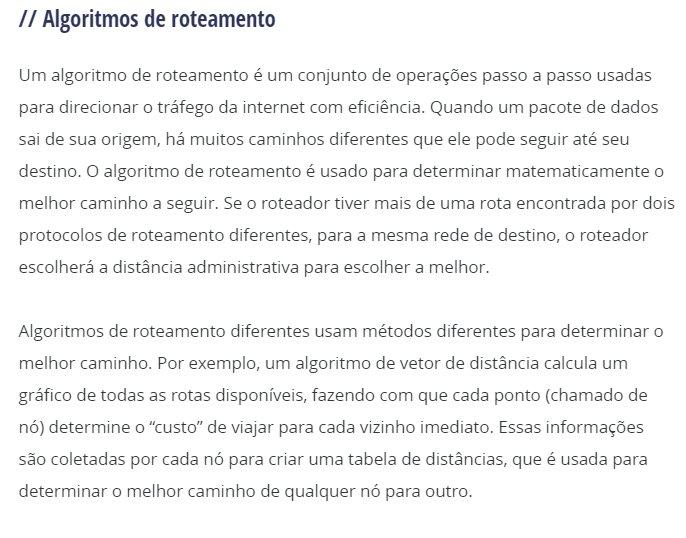 // Algoritmos de roteamento
Um algoritmo de roteamento é um conjunto de operações passo a passo usadas
para direcionar o tráfego da internet com eficiência. Quando um pacote de dados
sai de sua origem, há muitos caminhos diferentes que ele pode seguir até seu
destino. O algoritmo de roteamento é usado para determinar matematicamente o
melhor caminho a seguir. Se o roteador tiver mais de uma rota encontrada por dois
protocolos de roteamento diferentes, para a mesma rede de destino, o roteador
escolherá a distância administrativa para escolher a melhor.
Algoritmos de roteamento diferentes usam métodos diferentes para determinar o
melhor caminho. Por exemplo, um algoritmo de vetor de distância calcula um
gráfico de todas as rotas disponíveis, fazendo com que cada ponto (chamado de
nó) determine o “custo” de viajar para cada vizinho imediato. Essas informações
são coletadas por cada nó para criar uma tabela de distâncias, que é usada para
determinar o melhor caminho de qualquer nó para outro.